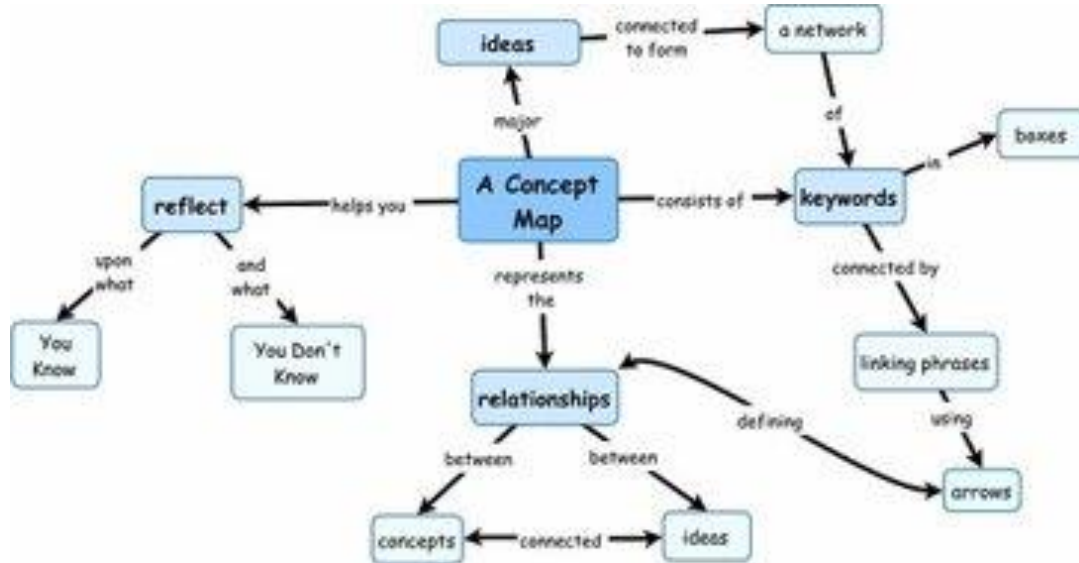 ideas
connected
to form
a network
major
of
boxes
in
A Concept
Map
consists of
keywords
helps you
reflect
upon
what
and
what
You
Know
You Don't
Know
represents
the
relationships
connected by
linking phrases
using
defining
arrows
between
between
concepts
connected
ideas